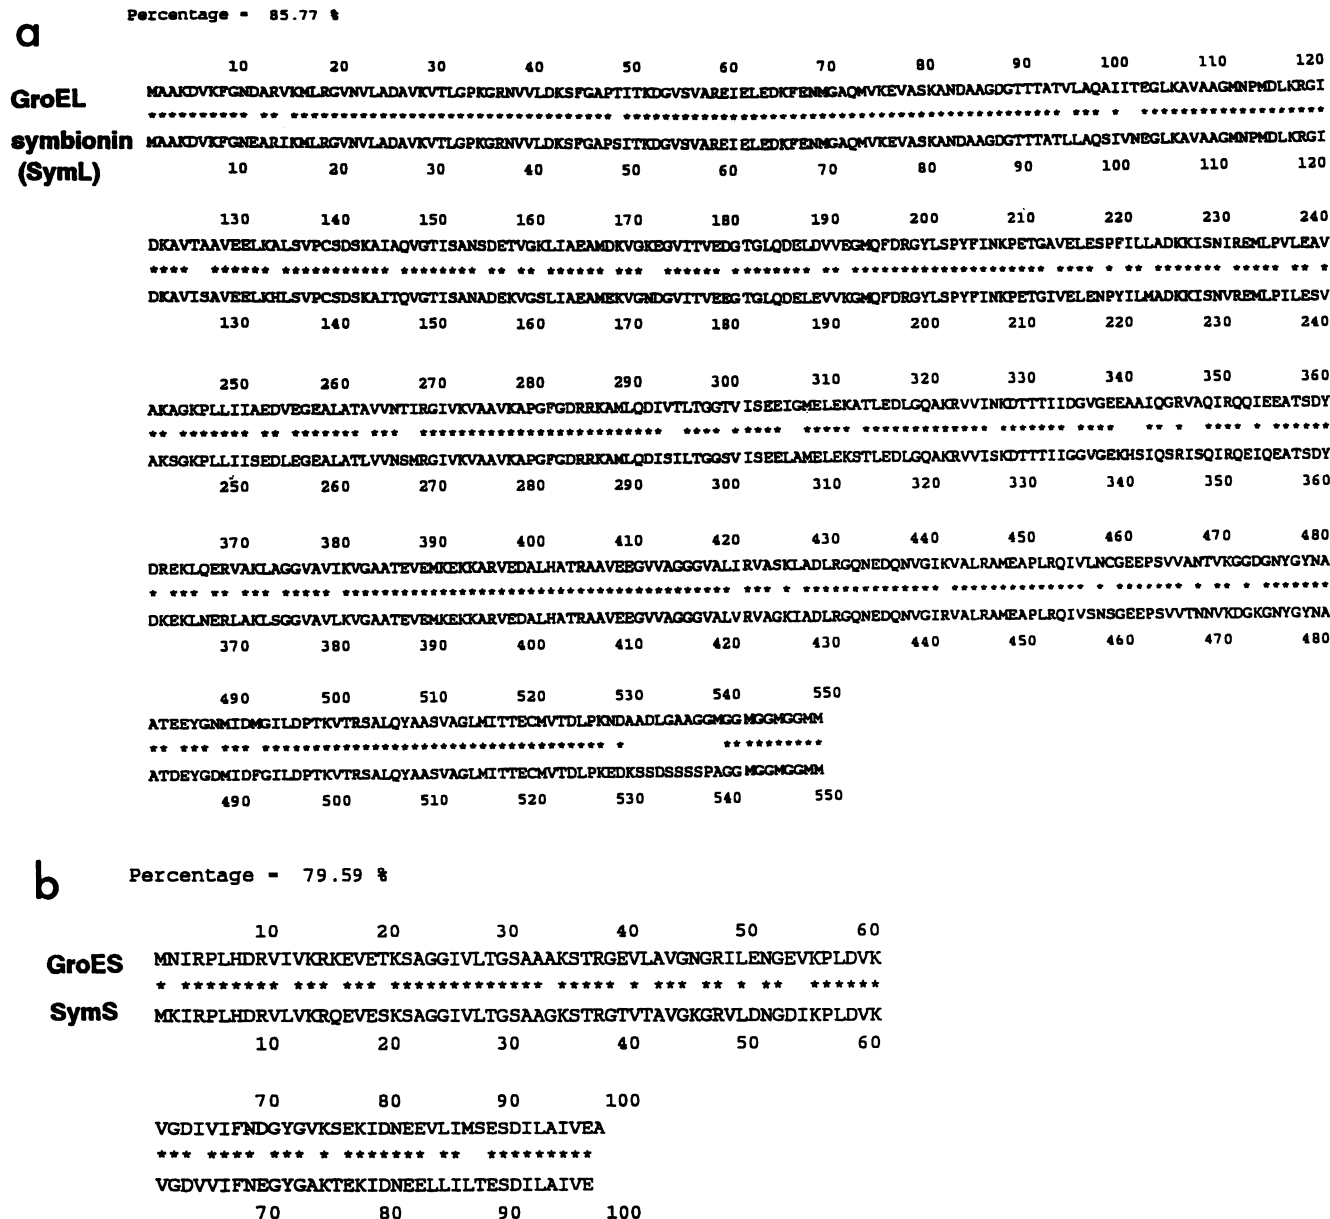 Percentage = 85.77 %
a
10 20 30 40 50 60 70 80 90 100 110 120
GroEL MAAKDVKFGNDARVKMLRGVNVLADAVKVTLGPKGRNVVLDKSFGAPTITKDGVSVAREIELEDKFENMGAQMVKEVASKANDAAGDGTTTATVLAQAIITEGLKAVAAGMNPMDLKRGI
*********** ** ********************************* ********************************************* *** * *******************
symbionin MAAKDVKFGNEARIKMLRGVNVLADAVKVTLGPKGRNVVLDKSFGAPSITKDGVSVAREIELEDKFENMGAQMVKEVASKANDAAGDGTTTATLLAQSIVNEGLKAVAAGMNPMDLKRGI
(SymL) 10 20 30 40 50 60 70 80 90 100 110 120
130 140 150 160 170 180 190 200 210 220 230 240
DKAVTAAVEELKALSVPCSDSKAIAQVGTISANSDETVGKLIAEAMDKVGKEGVITVEDGTGLQDELDVVEGMQFDRGYLSPYFINKPETGAVELESPFILLADKKISNIREMLPVLEAV
**** ****** ********** ******* ** ** ****** *** ****** ******** ** ***************** **** * ** ******** ***** ** *
DKAVISAVEELKHLSVPCSDSKAITQVGTISANADEKVGSLIAEAMEKVGNDGVITVEEGTGLQDELEVVKGMQFDRGYLSPYFINKPETGIVELENPYILMADKKISNVREMLPILESV
130 140 150 160 170 180 190 200 210 220 230 240
250 260 270 280 290 300 310 320 330 340 350 360
AKAGKPLLIIAEDVEGEALATAVVNTIRGIVKVAAVKAPGFGDRRKAMLQDIVTLTGGTVISEEIGMELEKATLEDLGQAKRVVINKDTTTIIDGVGEEAAIQGRVAQIRQQIEEATSDY
** ******* ** ******* *** ************************* **** ***** ***** ************* ******* **** ** * **** * ******
AKSGKPLLIISEDLEGEALATLVVNSMRGIVKVAAVKAPGFGDRRKAMLQDISILTGGSVISEELAMELEKSTLEDLGQAKRVVISKDTTTIIGGVGEKHSIQSRISQIRQEIQEATSDY
250 260 270 280 290 300 310 320 330 340 350 360
370 380 390 400 410 420 430 440 450 460 470 480
DREKLQERVAKLAGGVAVIKVGAATEVEMKEKKARVEDALHATRAAVEEGVVAGGGVALIRVASKLADLRGQNEDQNVGIKVALRAMEAPLRQIVLNCGEEPSVVANTVKGGDGNYGYNA
* *** ** *** ***** **************************************** *** * ************** ************** * ******* * ** * *******
DKEKLNERLAKLSGGVAVLKVGAATEVEMKEKKARVEDALHATRAAVEEGVVAGGGVALVRVAGKIADLRGQNEDQNVGIRVALRAMEAPLRQIVSNSGEEPSVVTNNVKDGKGNYGYNA
370 380 390 400 410 420 430 440 450 460 470 480
490 500 510 520 530 540 550
ATEEYGNMIDMGILDPTKVTRSALQYAASVAGLMITTECMVTDLPKNDAADLGAAGGMGGMGGMGGMM
** *** *** *********************************** * **********
ATDEYGDMIDFGILDPTKVTRSALQYAASVAGLMITTECMVTDLPKEDKSSDSSSSPAGGMGGMGGMM
490 500 510 520 530 540 550
b
Percentage = 79.59 %
10 20 30 40 50 60
GroES MNIRPLHDRVIVKRKEVETKSAGGIVLTGSAAAKSTRGEVLAVGNGRILENGEVKPLDVK
* ******** *** *** ************* ***** * *** ** * ** ******
SymS MKIRPLHDRVLVKRQEVESKSAGGIVLTGSAAGKSTRGTVTAVGKGRVLDNGDIKPLDVK
10 20 30 40 50 60
70 80 90 100
VGDIVIFNDGYGVKSEKIDNEEVLIMSESDILAIVEA
*** **** *** * ******* ** *********
VGDVVIFNEGYGAKTEKIDNEELLILTESDILAIVE
70 80 90 100